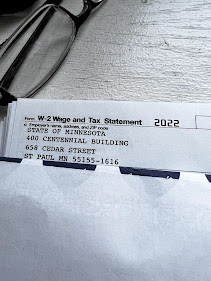 Form W-2 Wage and Tax Statement 2022
c Employer's name, address, and ZIP code
STATE OF MINNESOTA
400 CENTENNIAL BUILDING
658 CEDAR STREET
ST PAUL MN 55155-1616